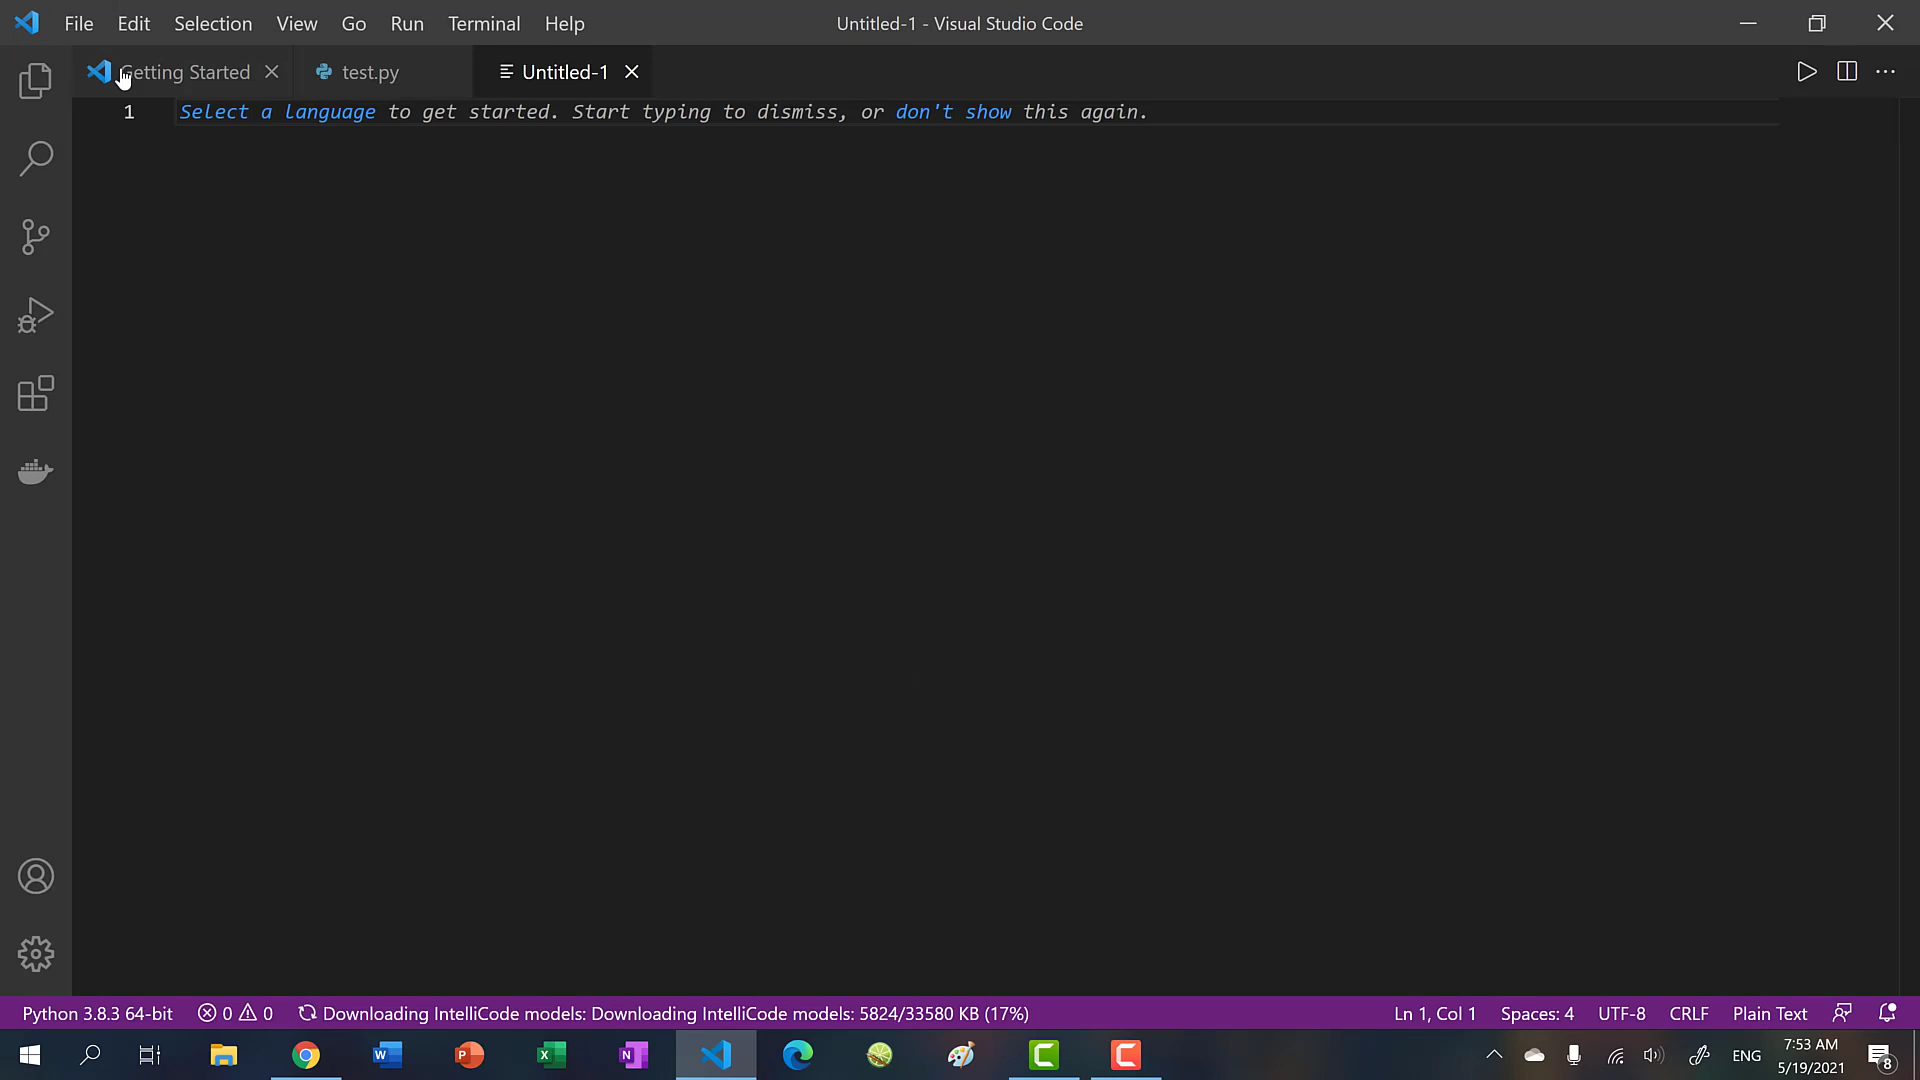 File Edit Selection View Go Run Terminal Help
Untitled-1 - Visual Studio Code
Getting Started
test.py
Untitled-1
1 Select a language to get started. Start typing to dismiss, or don't show this again.
Python 3.8.3 64-bit 0 0 Downloading IntelliCode models: Downloading IntelliCode models: 5824/33580 KB (17%)
Ln 1, Col 1 Spaces: 4 UTF-8 CRLF Plain Text
ENG
7:53 AM
5/19/2021
8